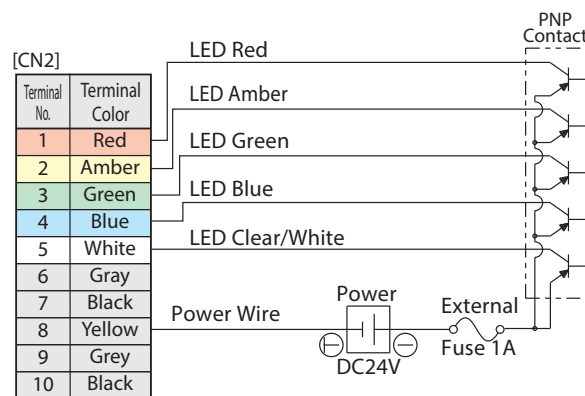 PNP
Contact
[CN2]
LED Red
Terminal No. Terminal Color
LED Amber
1 Red
2 Amber
LED Green
3 Green
LED Blue
4 Blue
5 White
LED Clear/White
6 Gray
7 Black
Power
External
8 Yellow
Power Wire
Fuse 1A
9 Grey
DC24V
10 Black